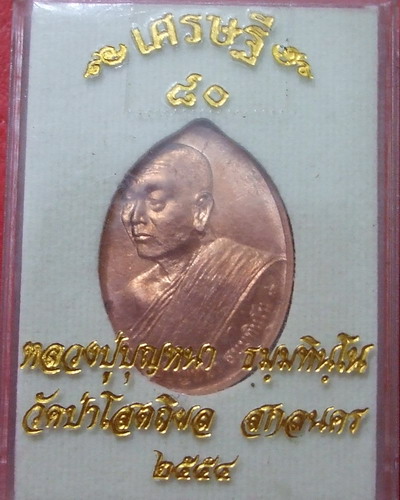 เศรษฐี
๘๐
หลวงปู่บุญหนา ธมฺมทินฺโน
วัดป่าโสตถิผล สกลนคร
๒๕๕๔